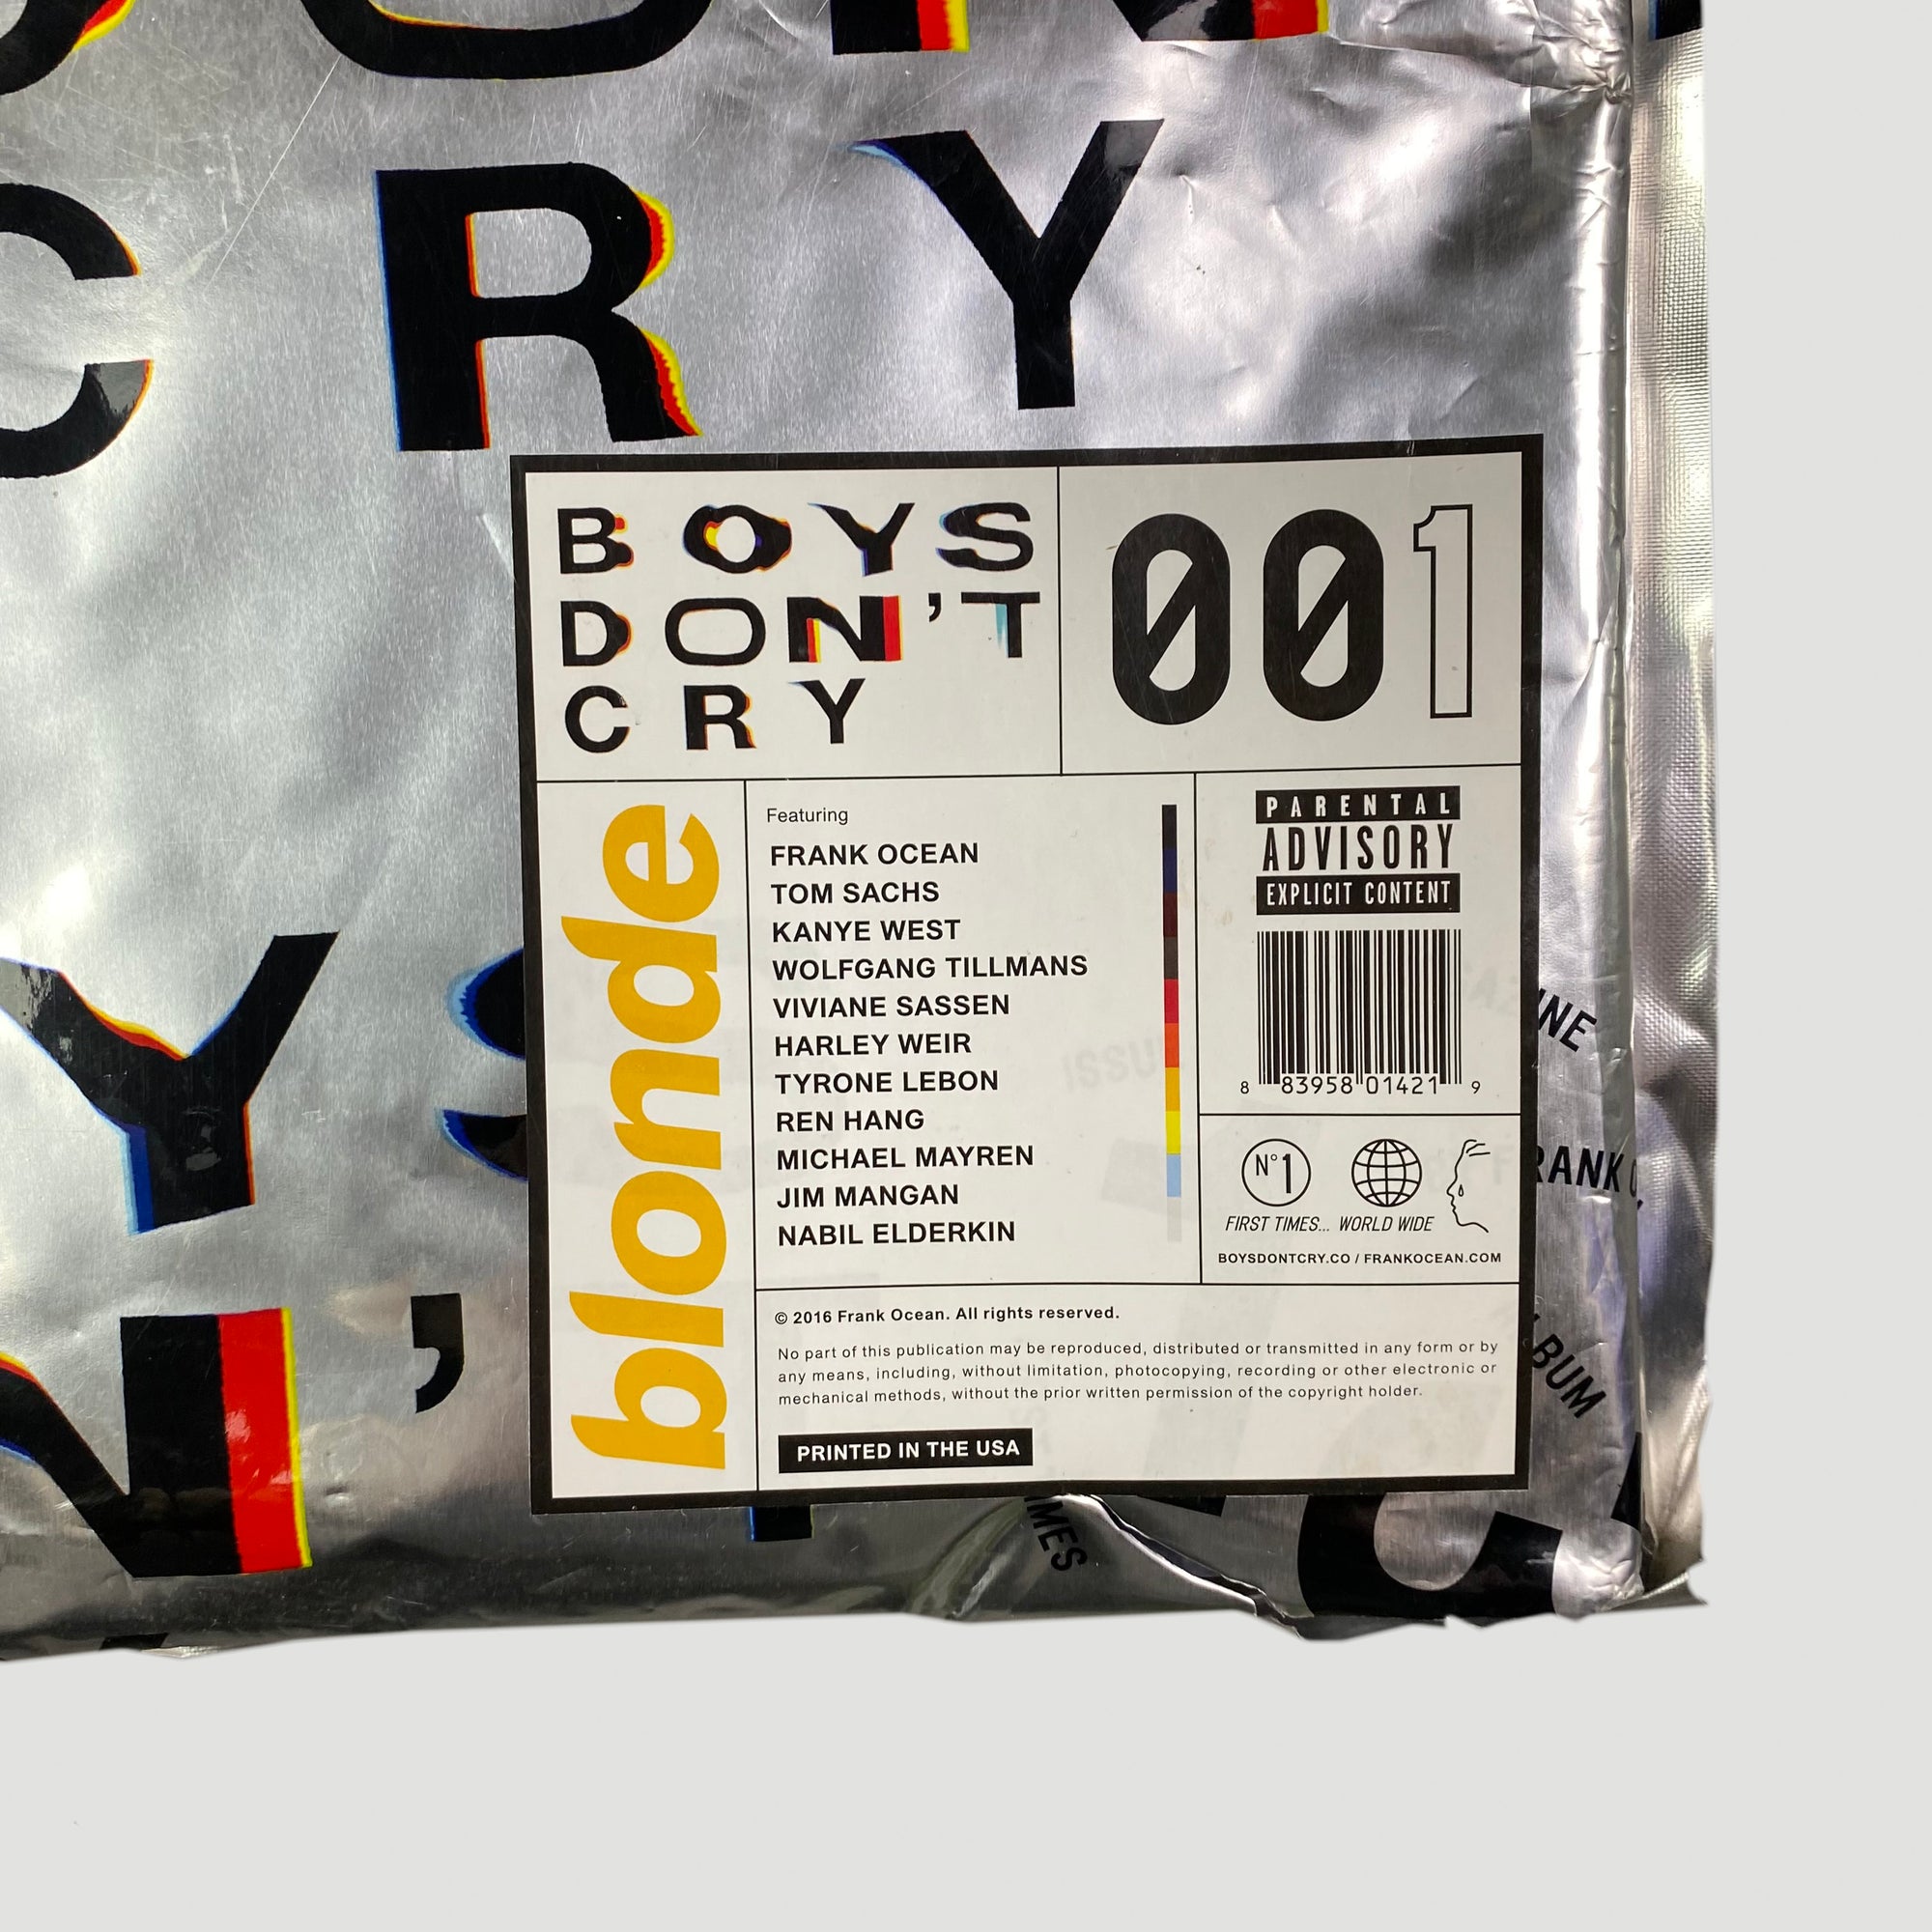 CRY
BOYS
DON'T
CRY
001
blonde
Featuring
FRANK OCEAN
TOM SACHS
KANYE WEST
WOLFGANG TILLMANS
VIVIANE SASSEN
HARLEY WEIR
TYRONE LEBON
REN HANG
MICHAEL MAYREN
JIM MANGAN
NABIL ELDERKIN
PARENTAL
ADVISORY
EXPLICIT CONTENT
8 83958 01421 9
N°1
FIRST TIMES... WORLD WIDE
BOYSDONTCRY.CO / FRANKOCEAN.COM
© 2016 Frank Ocean. All rights reserved.
No part of this publication may be reproduced, distributed or transmitted in any form or by
any means, including, without limitation, photocopying, recording or other electronic or
mechanical methods, without the prior written permission of the copyright holder.
PRINTED IN THE USA